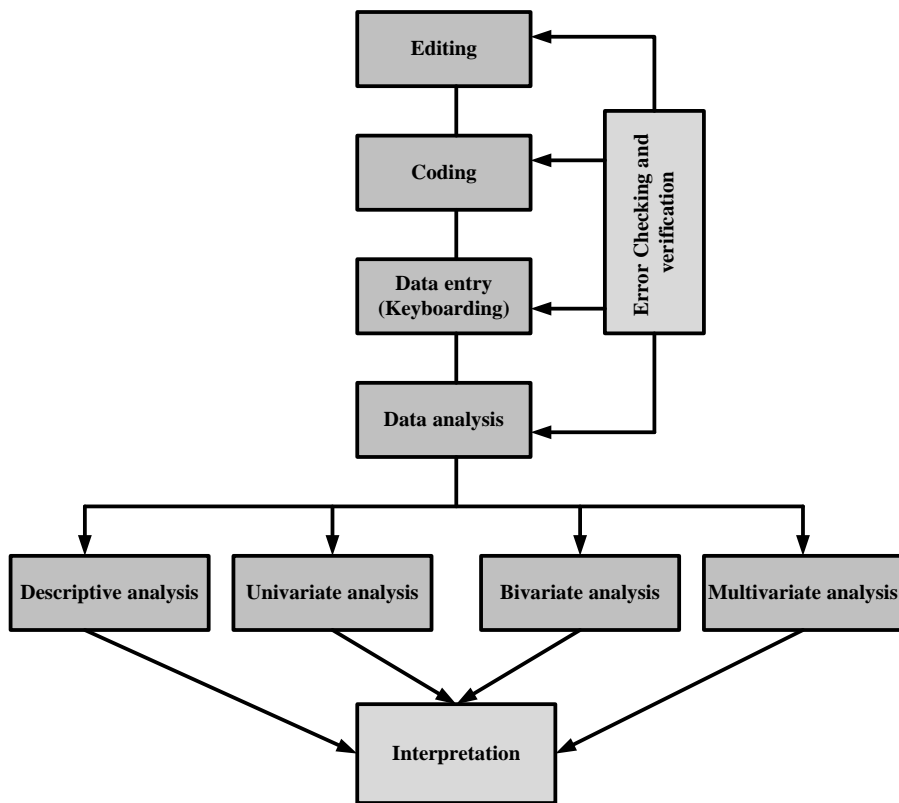 Editing
Coding
Error Checking and
verification
Data entry
(Keyboarding)
Data analysis
Descriptive analysis
Univariate analysis
Bivariate analysis
Multivariate analysis
Interpretation